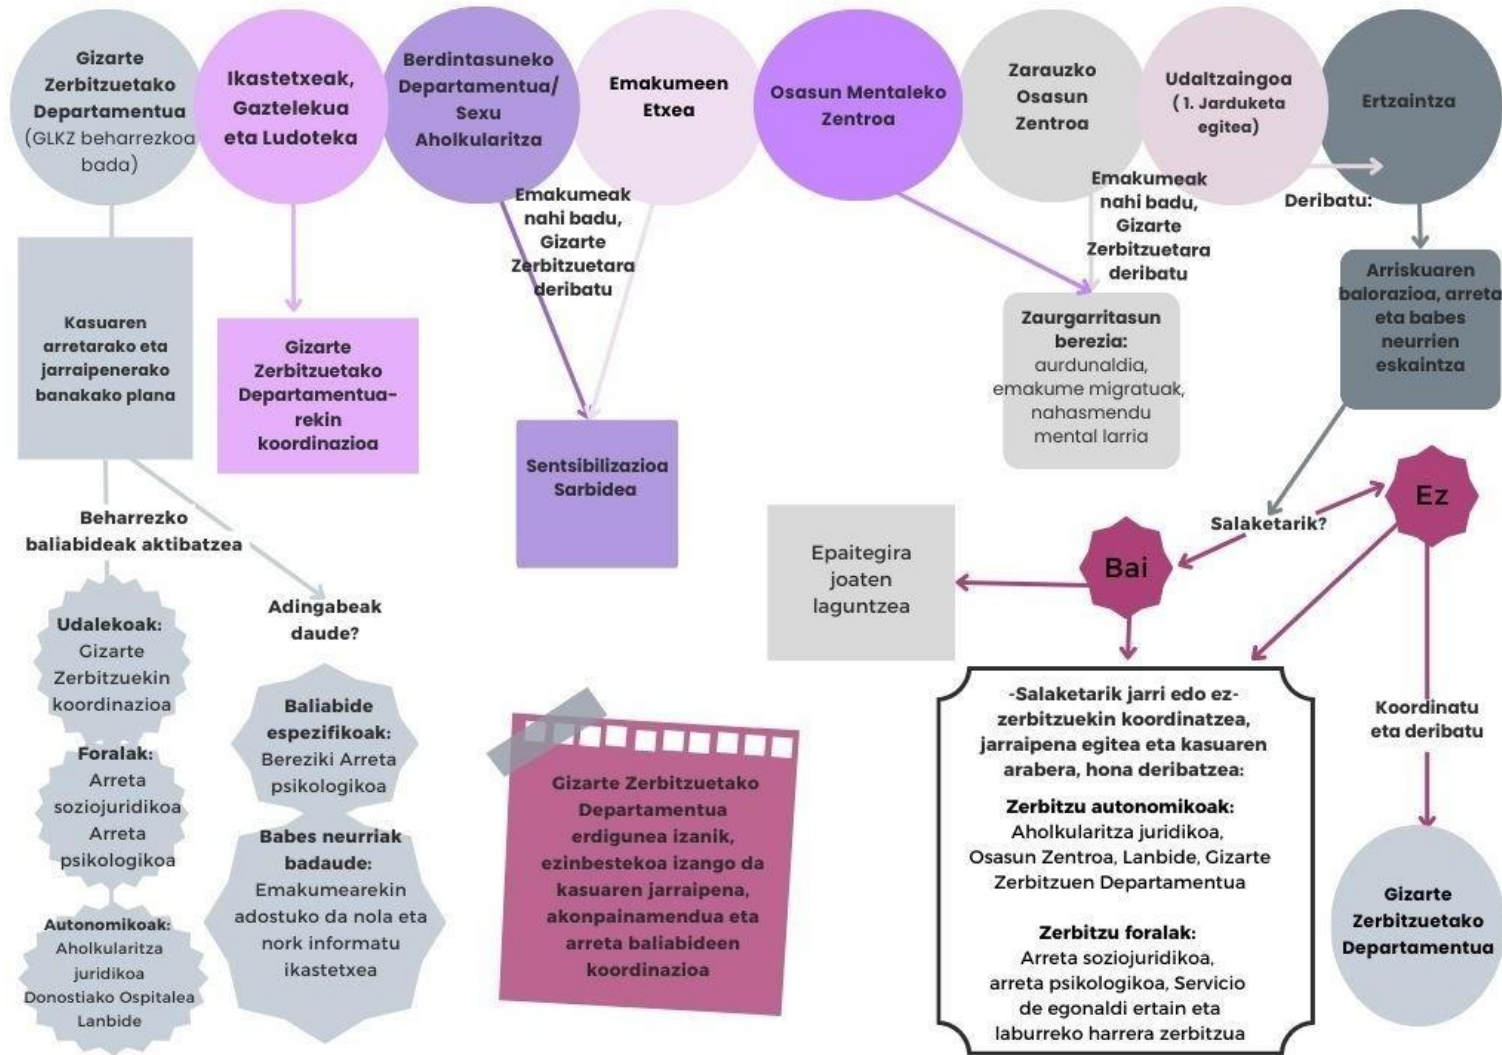 Gizarte
Zerbitzuetako
Departamentua
(GLKZ beharrezkoa
bada)
Ikastetxeak,
Gaztelekua
eta Ludoteka
Berdintasuneko
Departamentua/
Sexu
Aholkularitza
Emakumeen
Etxea
Osasun Mentaleko
Zentroa
Zarauzko
Osasun
Zentroa
Udaltzaingoa
( 1. Jarduketa
egitea)
Ertzaintza
Emakumeak
nahi badu,
Gizarte
Zerbitzuetara
deribatu
Emakumeak
nahi badu,
Gizarte
Zerbitzuetara
deribatu
Deribatu:
Kasuaren
arretarako eta
jarraipenerako
banakako plana
Gizarte
Zerbitzuetako
Departamentua-
rekin
koordinazioa
Sentsibilizazioa
Sarbidea
Zaurgarritasun
berezia:
aurdunaldia,
emakume migratuak,
nahasmendu
mental larria
Arriskuaren
balorazioa, arreta
eta babes
neurrien
eskaintza
Beharrezko
baliabideak aktibatzea
Adingabeak
daude?
Udalekoak:
Gizarte
Zerbitzuekin
koordinazioa
Foralak:
Arreta
soziojuridikoa
Arreta
psikologikoa
Autonomikoak:
Aholkularitza
juridikoa
Donostiako Ospitalea
Lanbide
Baliabide
espezifikoak:
Bereziki Arreta
psikologikoa
Babes neurriak
badaude:
Emakumearekin
adostuko da nola eta
nork informatu
ikastetxea
Gizarte Zerbitzuetako
Departamentua
erdigunea izanik,
ezinbestekoa izango da
kasuaren jarraipena,
akonpainamendua eta
arreta baliabideen
koordinazioa
Epaitegira
joaten
laguntzea
Salaketarik?
Bai
Ez
-Salaketarik jarri edo ez-
zerbitzuekin koordinatzea,
jarraipena egitea eta kasuaren
arabera, hona deribatzea:
Zerbitzu autonomikoak:
Aholkularitza juridikoa,
Osasun Zentroa, Lanbide, Gizarte
Zerbitzuen Departamentua
Zerbitzu foralak:
Arreta soziojuridikoa,
arreta psikologikoa, Servicio
de egonaldi ertain eta
laburreko harrera zerbitzua
Koordinatu
eta deribatu
Gizarte
Zerbitzuetako
Departamentua